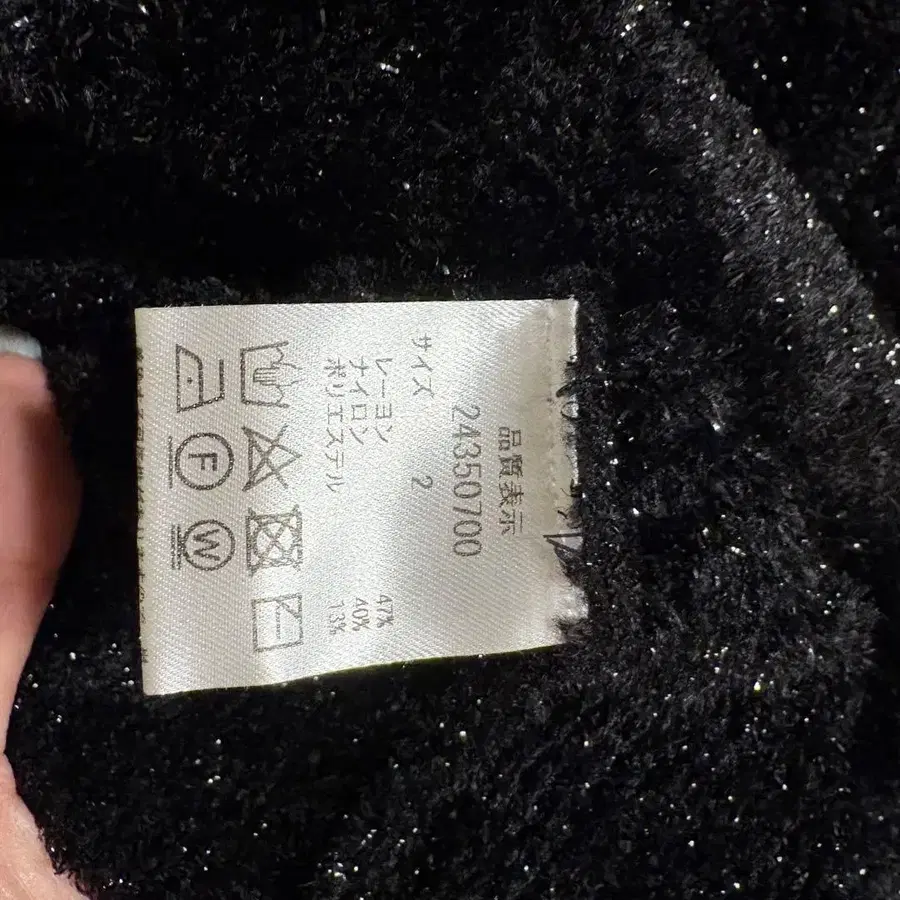 品質表示
24350700
サイズ 2
レーヨン 47%
ナイロン 40%
ポリエステル 13%
F
W